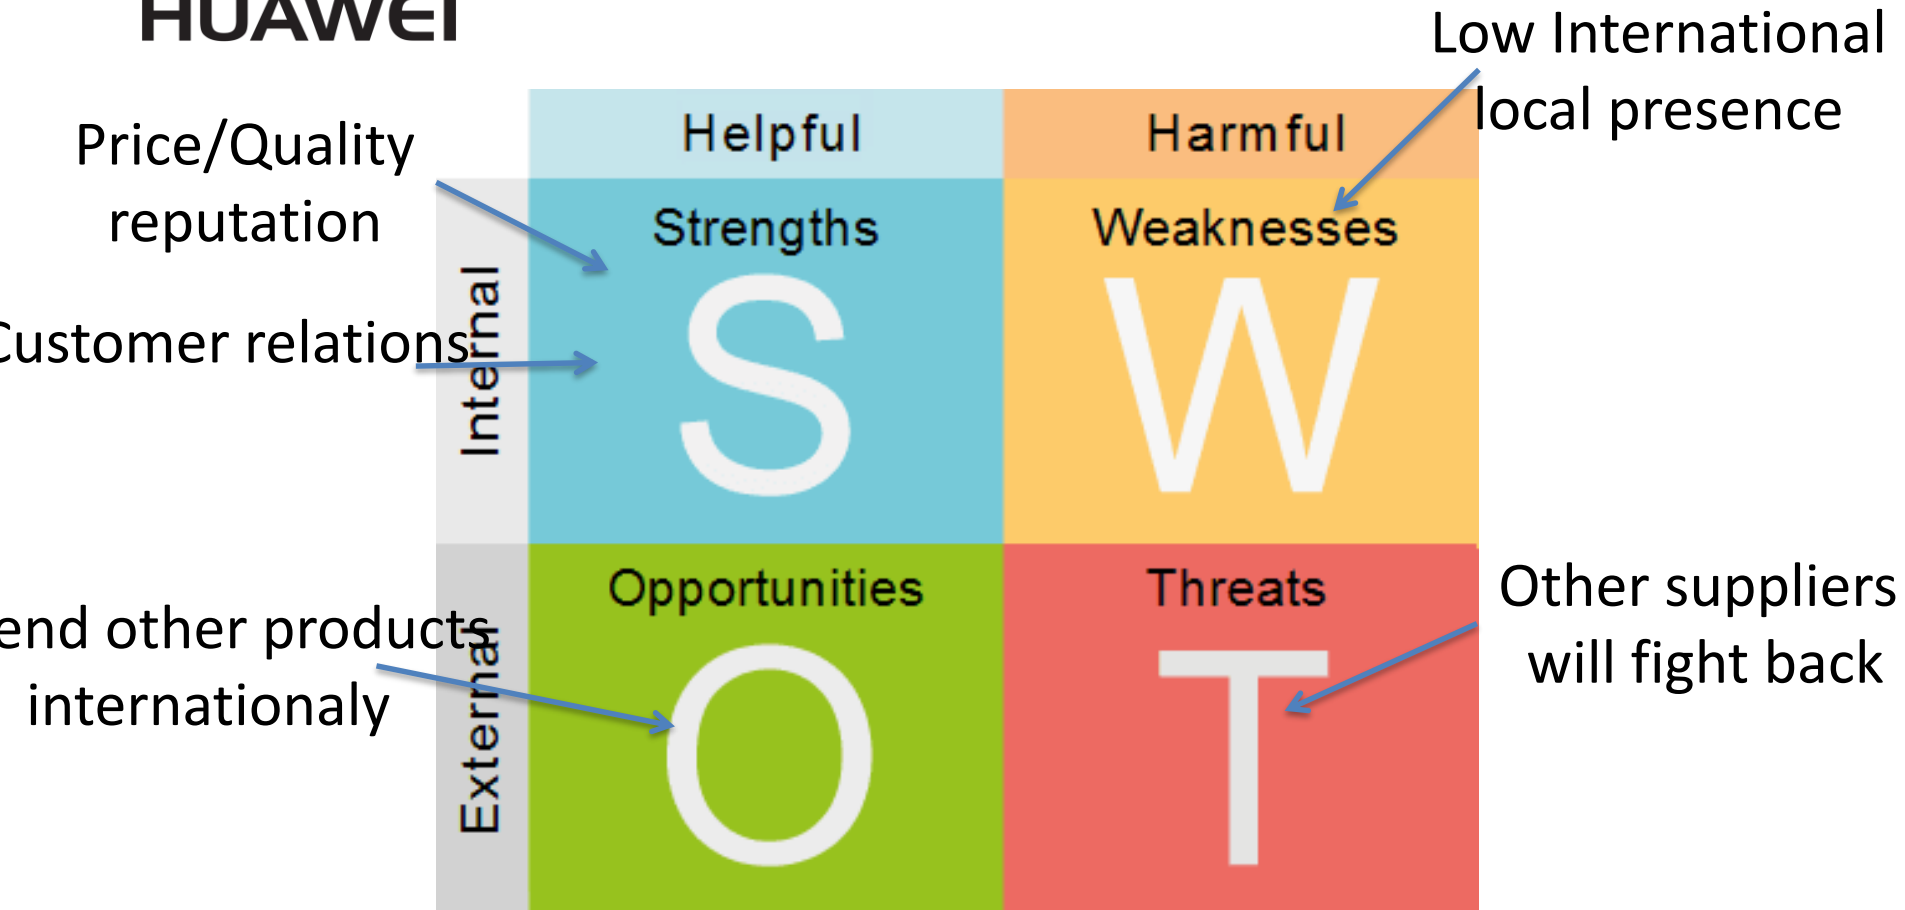 HUAWEI
Low International
local presence
Helpful
Harmful
Price/Quality
reputation
Strengths
Weaknesses
Internal
S
W
Customer relations
Opportunities
Threats
Other suppliers
will fight back
other products
internationaly
External
O
T